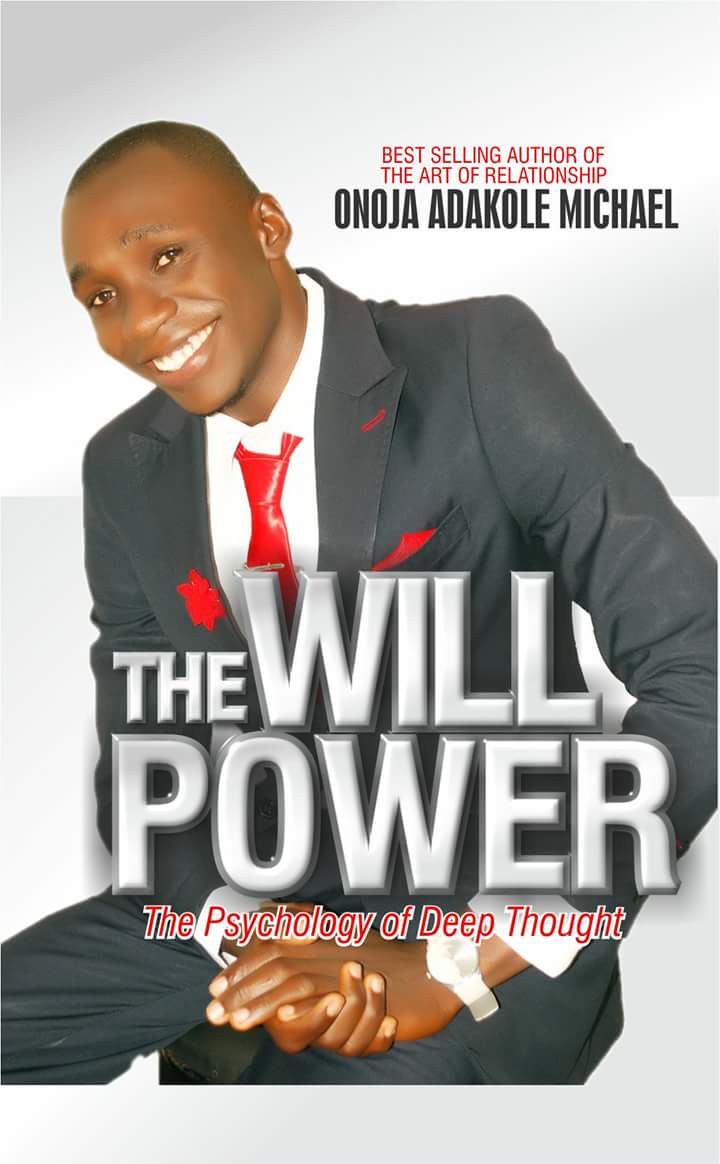 BEST SELLING AUTHOR OF
THE ART OF RELATIONSHIP
ONOJA ADAKOLE MICHAEL
THE WILL
POWER
The Psychology of Deep Thought